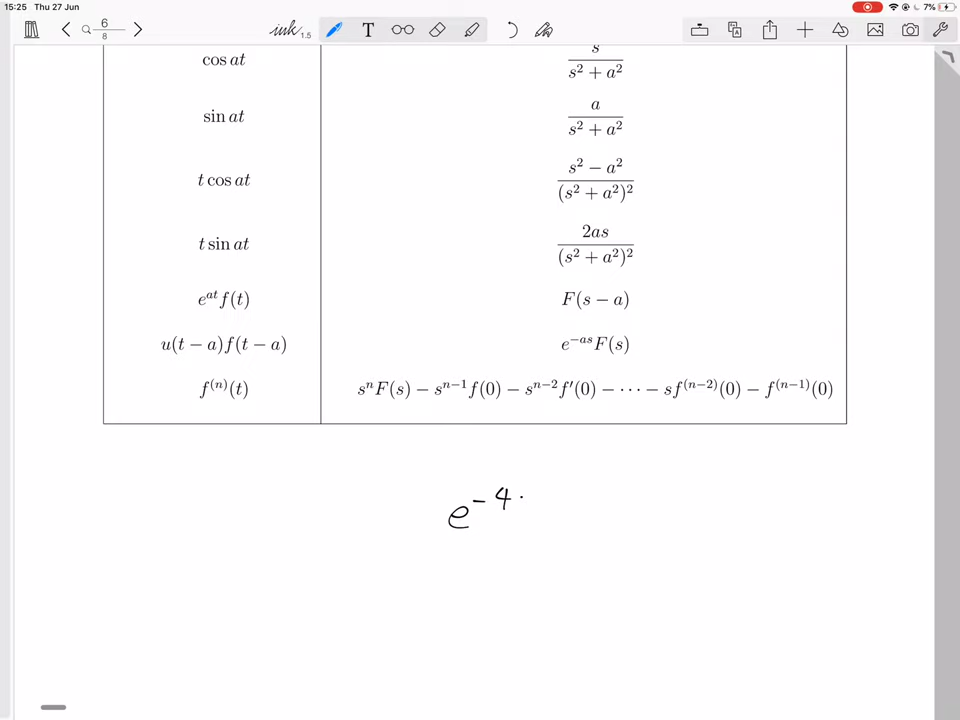 15:25 Thu 27 Jun 7%
6
8
ink 1.5 T
cos at s/(s² + a²)
sin at a/(s² + a²)
t cos at (s² − a²)/(s² + a²)²
t sin at 2as/(s² + a²)²
e^{at} f(t) F(s − a)
u(t − a)f(t − a) e^{−as}F(s)
f^{(n)}(t) s^n F(s) − s^{n−1} f(0) − s^{n−2} f′(0) − ⋯ − s f^{(n−2)}(0) − f^{(n−1)}(0)
e^{−4·}